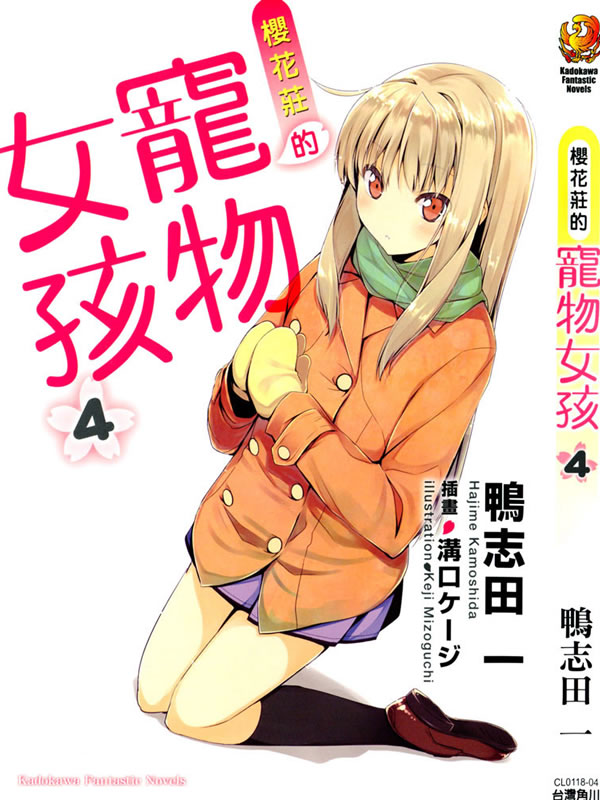 櫻花莊的
寵物
女孩
4
鴨志田 一
Hajime Kamoshida
插畫 溝口ケージ
illustration Keji Mizoguchi
Kadokawa Fantastic Novels
Kadokawa
Fantastic
Novels
櫻花莊的
寵物女孩
4
鴨志田 一
CL0118-04
台灣角川